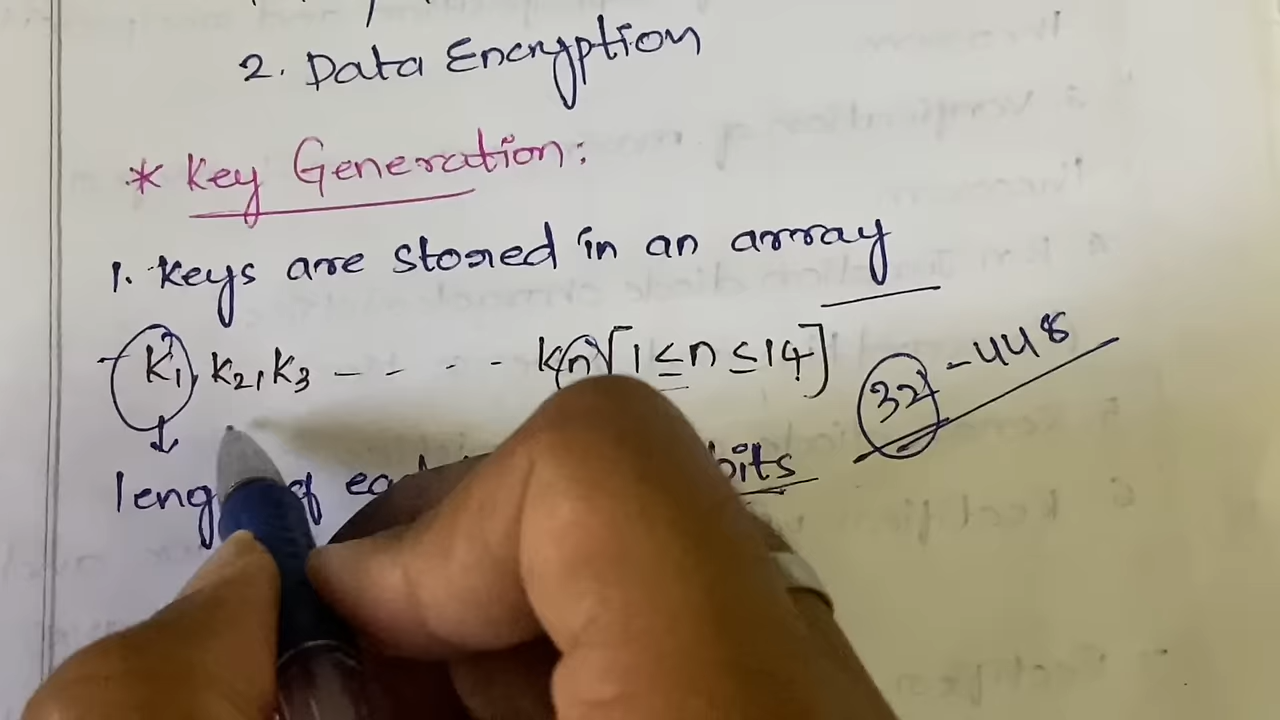 2. Data Encryption
* Key Generation:
1. Keys are stored in an array
K1, K2, K3 - - - - - Kn [1 ≤ n ≤ 14] 32 - 448
bits